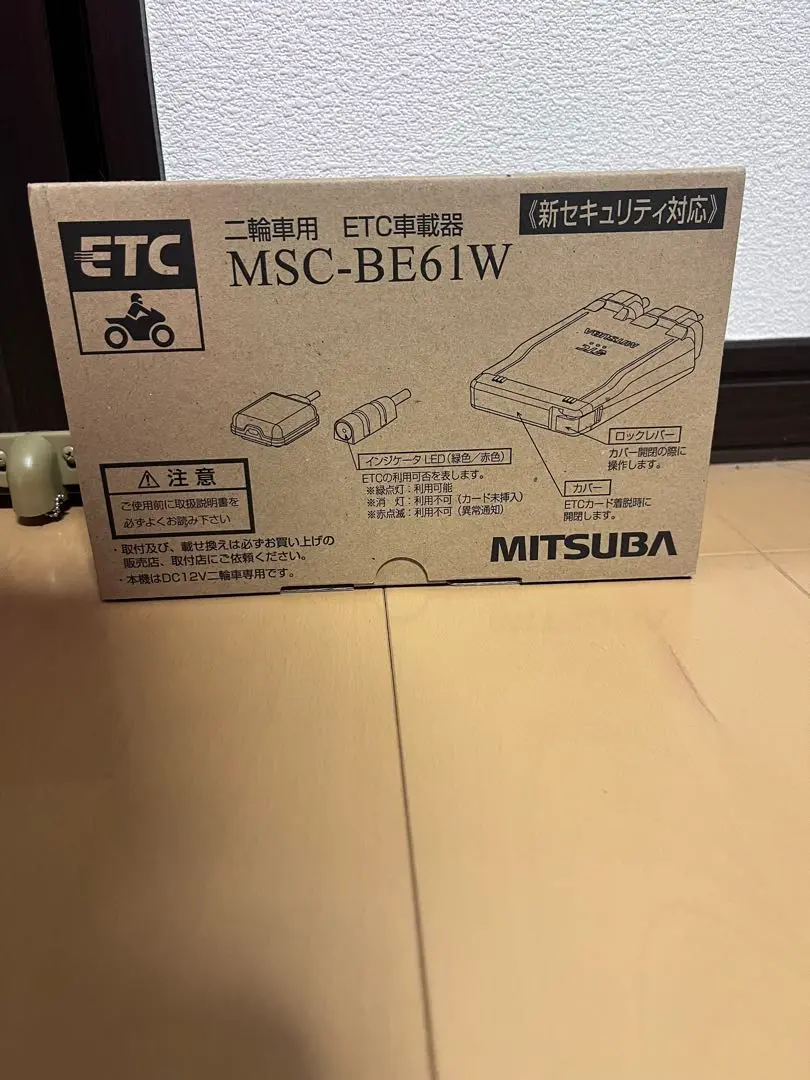 ETC
二輪車用 ETC車載器
MSC-BE61W
《新セキュリティ対応》
MITSUBA
ETC
ロックレバー
カバー開閉の際に
操作します。
インジケータ LED(緑色/赤色)
ETCの利用可否を表します。
※緑点灯:利用可能
※消 灯:利用不可(カード未挿入)
※赤点滅:利用不可(異常通知)
カバー
ETCカード着脱時に
開閉します。
⚠ 注意
ご使用前に取扱説明書を
必ずよくお読み下さい
・取付及び、載せ換えは必ずお買い上げの
販売店、取付店にご依頼ください。
・本機はDC12V二輪車専用です。
MITSUBA